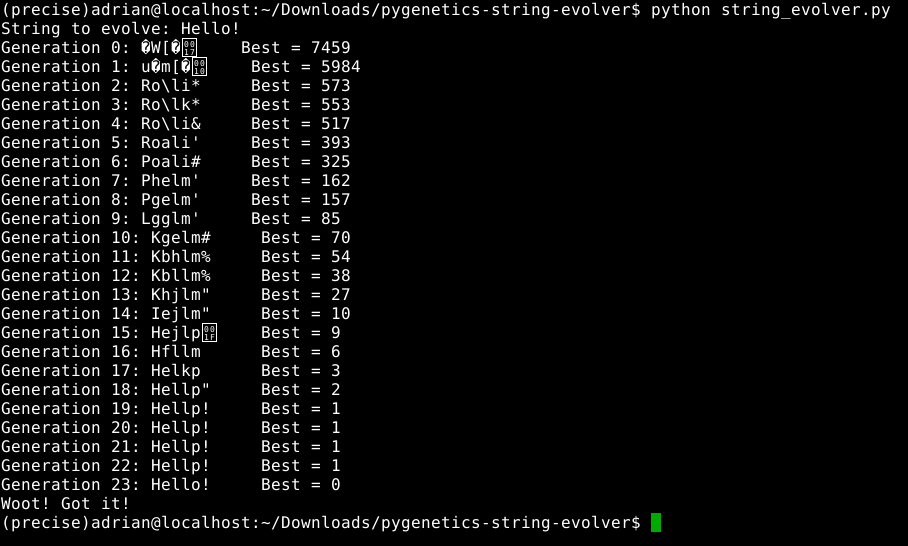 (precise)adrian@localhost:~/Downloads/pygenetics-string-evolver$ python string_evolver.py
String to evolve: Hello!
Generation 0: �W[�     Best = 7459
Generation 1: u�m[�     Best = 5984
Generation 2: Ro\li*     Best = 573
Generation 3: Ro\lk*     Best = 553
Generation 4: Ro\li&     Best = 517
Generation 5: Roali'     Best = 393
Generation 6: Poali#     Best = 325
Generation 7: Phelm'     Best = 162
Generation 8: Pgelm'     Best = 157
Generation 9: Lgglm'     Best = 85
Generation 10: Kgelm#     Best = 70
Generation 11: Kbhlm%     Best = 54
Generation 12: Kbllm%     Best = 38
Generation 13: Khjlm"     Best = 27
Generation 14: Iejlm"     Best = 10
Generation 15: Hejlp     Best = 9
Generation 16: Hfllm      Best = 6
Generation 17: Helkp      Best = 3
Generation 18: Hellp"     Best = 2
Generation 19: Hellp!     Best = 1
Generation 20: Hellp!     Best = 1
Generation 21: Hellp!     Best = 1
Generation 22: Hellp!     Best = 1
Generation 23: Hello!     Best = 0
Woot! Got it!
(precise)adrian@localhost:~/Downloads/pygenetics-string-evolver$